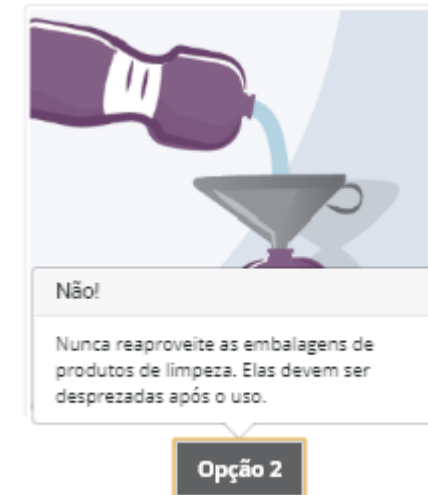 Não!
Nunca reaproveite as embalagens de
produtos de limpeza. Elas devem ser
desprezadas após o uso.
Opção 2